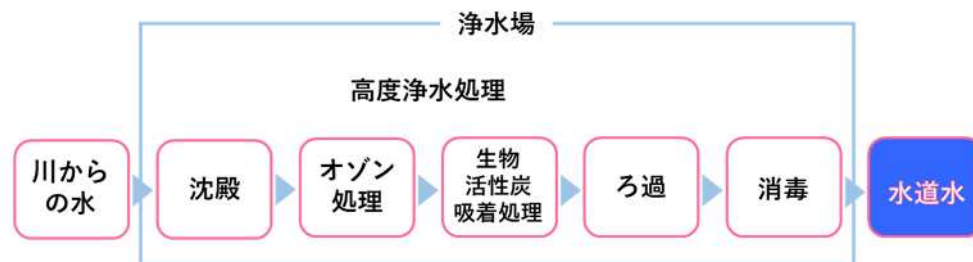 浄水場
高度浄水処理
川から
の水
沈殿
オゾン
処理
生物
活性炭
吸着処理
ろ過
消毒
水道水